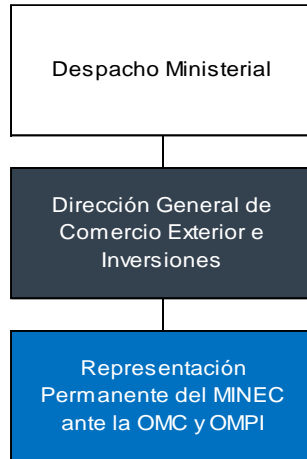 Despacho Ministerial
Dirección General de
Comercio Exterior e
Inversiones
Representación
Permanente del MINEC
ante la OMC y OMPI